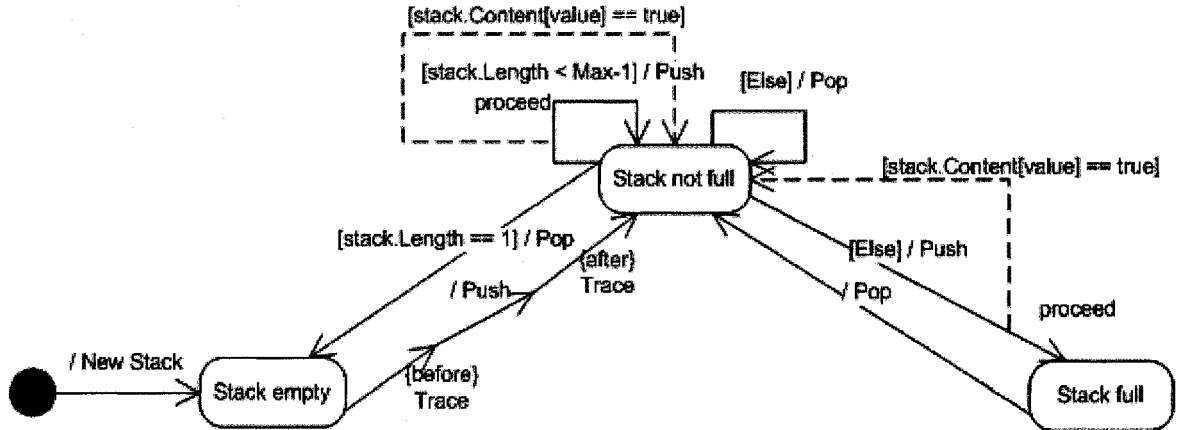 [stack.Content[value] == true]
[stack.Length < Max-1] / Push
proceed
[Else] / Pop
Stack not full
[stack.Content[value] == true]
[stack.Length == 1] / Pop
{after}
Trace
[Else] / Push
/ Push
/ Pop
proceed
/ New Stack
Stack empty
{before}
Trace
Stack full